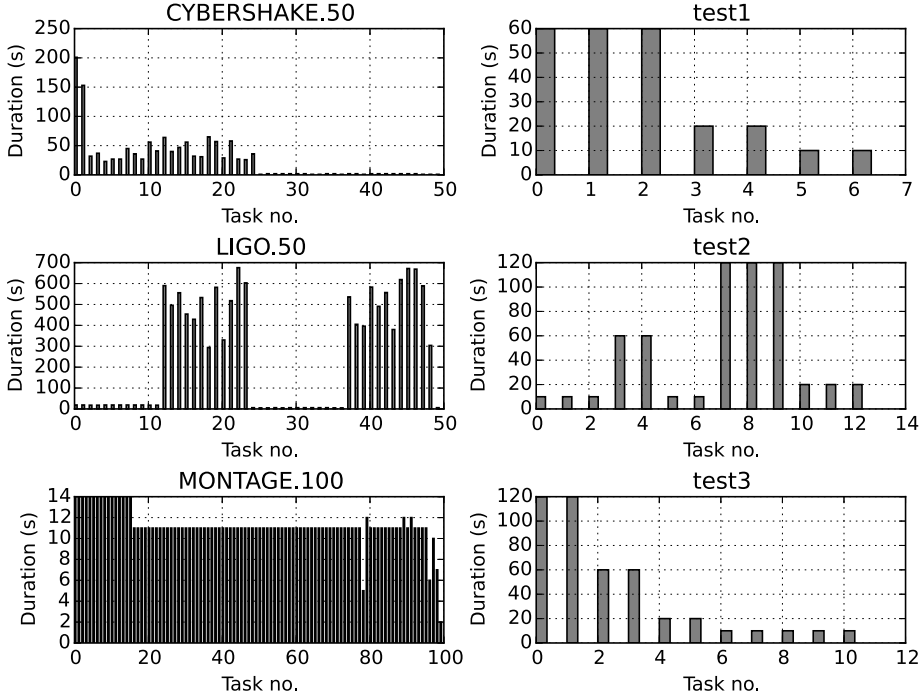 CYBERSHAKE.50
Duration (s)
250
200
150
100
50
0
0 10 20 30 40 50
Task no.
test1
Duration (s)
60
50
40
30
20
10
0
0 1 2 3 4 5 6 7
Task no.
LIGO.50
Duration (s)
700
600
500
400
300
200
100
0
0 10 20 30 40 50
Task no.
test2
Duration (s)
120
100
80
60
40
20
0
0 2 4 6 8 10 12 14
Task no.
MONTAGE.100
Duration (s)
14
12
10
8
6
4
2
0
0 20 40 60 80 100
Task no.
test3
Duration (s)
120
100
80
60
40
20
0
0 2 4 6 8 10 12
Task no.